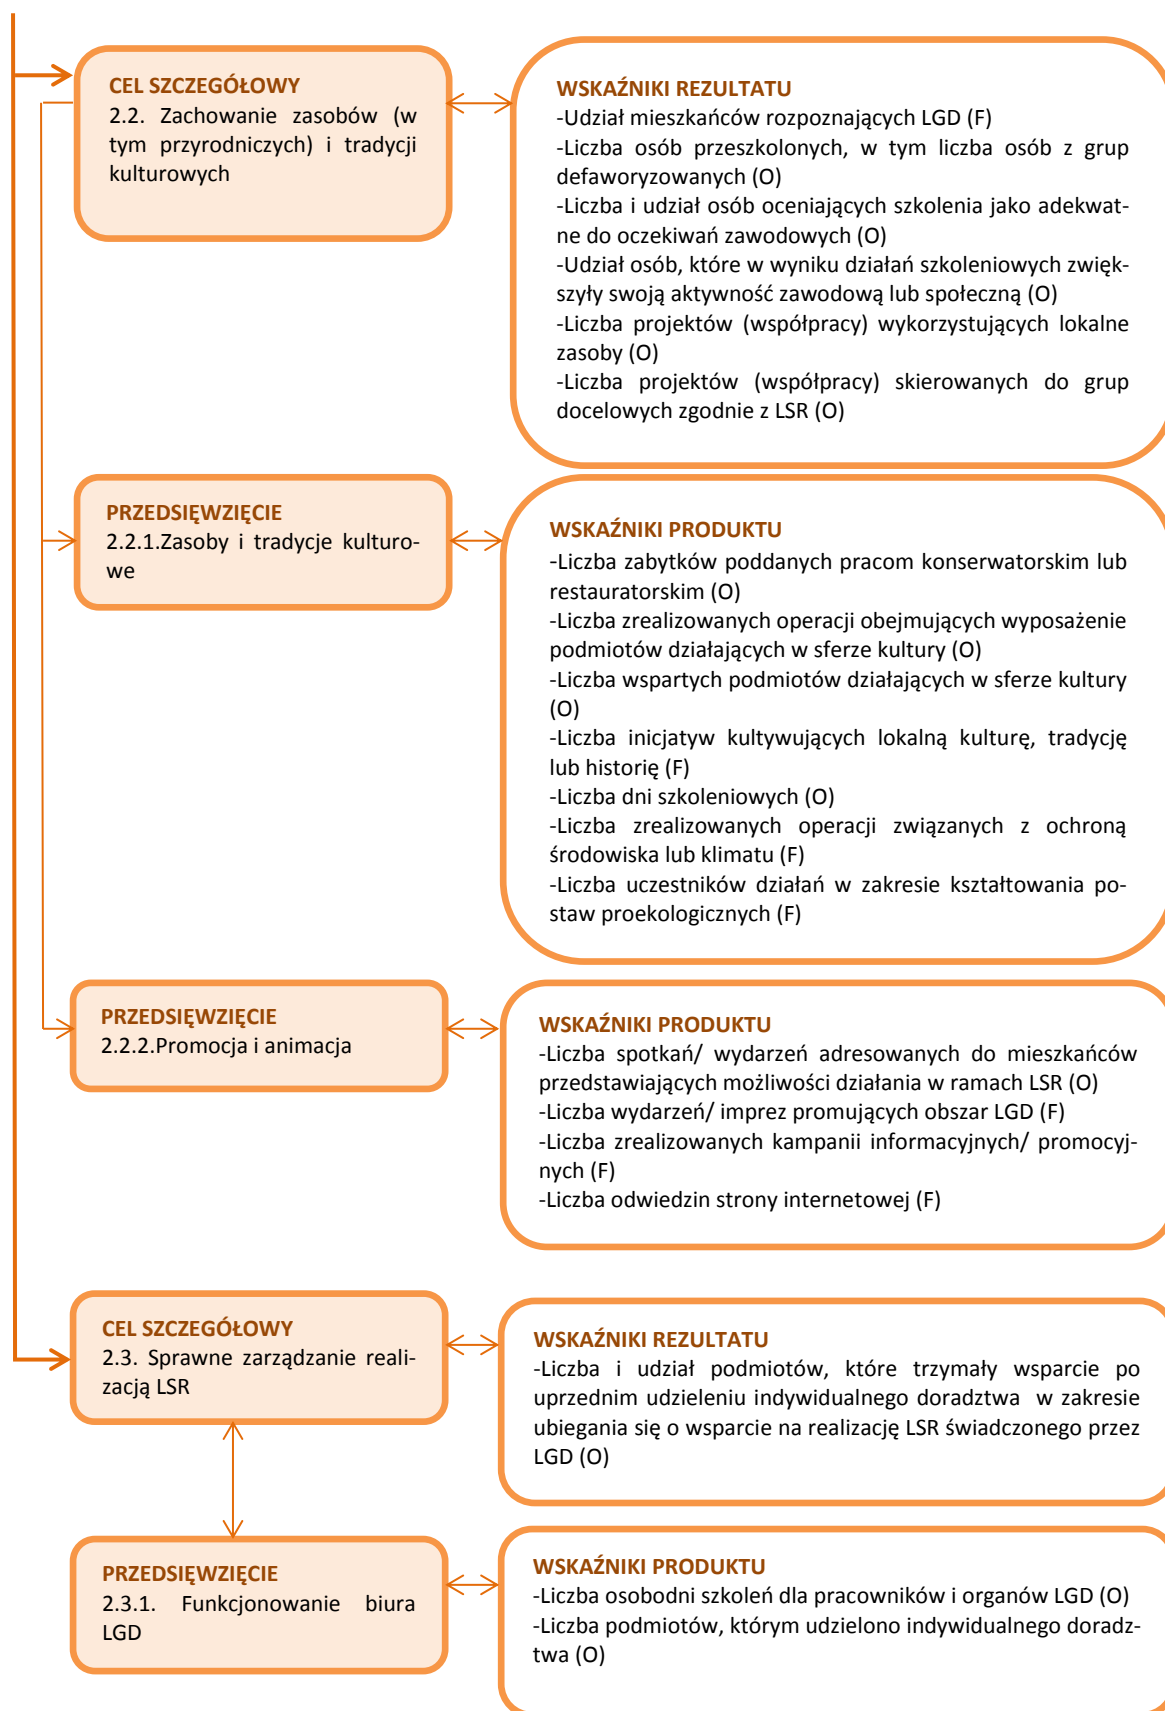 CEL SZCZEGÓŁOWY
2.2. Zachowanie zasobów (w
tym przyrodniczych) i tradycji
kulturowych
WSKAŹNIKI REZULTATU
-Udział mieszkańców rozpoznających LGD (F)
-Liczba osób przeszkolonych, w tym liczba osób z grup
defaworyzowanych (O)
-Liczba i udział osób oceniających szkolenia jako adekwat-
ne do oczekiwań zawodowych (O)
-Udział osób, które w wyniku działań szkoleniowych zwięk-
szyły swoją aktywność zawodową lub społeczną (O)
-Liczba projektów (współpracy) wykorzystujących lokalne
zasoby (O)
-Liczba projektów (współpracy) skierowanych do grup
docelowych zgodnie z LSR (O)
PRZEDSIĘWZIĘCIE
2.2.1.Zasoby i tradycje kulturo-
we
WSKAŹNIKI PRODUKTU
-Liczba zabytków poddanych pracom konserwatorskim lub
restauratorskim (O)
-Liczba zrealizowanych operacji obejmujących wyposażenie
podmiotów działających w sferze kultury (O)
-Liczba wspartych podmiotów działających w sferze kultury
(O)
-Liczba inicjatyw kultywujących lokalną kulturę, tradycję
lub historię (F)
-Liczba dni szkoleniowych (O)
-Liczba zrealizowanych operacji związanych z ochroną
środowiska lub klimatu (F)
-Liczba uczestników działań w zakresie kształtowania po-
staw proekologicznych (F)
PRZEDSIĘWZIĘCIE
2.2.2.Promocja i animacja
WSKAŹNIKI PRODUKTU
-Liczba spotkań/ wydarzeń adresowanych do mieszkańców
przedstawiających możliwości działania w ramach LSR (O)
-Liczba wydarzeń/ imprez promujących obszar LGD (F)
-Liczba zrealizowanych kampanii informacyjnych/ promocyj-
nych (F)
-Liczba odwiedzin strony internetowej (F)
CEL SZCZEGÓŁOWY
2.3. Sprawne zarządzanie reali-
zacją LSR
WSKAŹNIKI REZULTATU
-Liczba i udział podmiotów, które trzymały wsparcie po
uprzednim udzieleniu indywidualnego doradztwa w zakresie
ubiegania się o wsparcie na realizację LSR świadczonego przez
LGD (O)
PRZEDSIĘWZIĘCIE
2.3.1. Funkcjonowanie biura
LGD
WSKAŹNIKI PRODUKTU
-Liczba osobodni szkoleń dla pracowników i organów LGD (O)
-Liczba podmiotów, którym udzielono indywidualnego doradz-
twa (O)